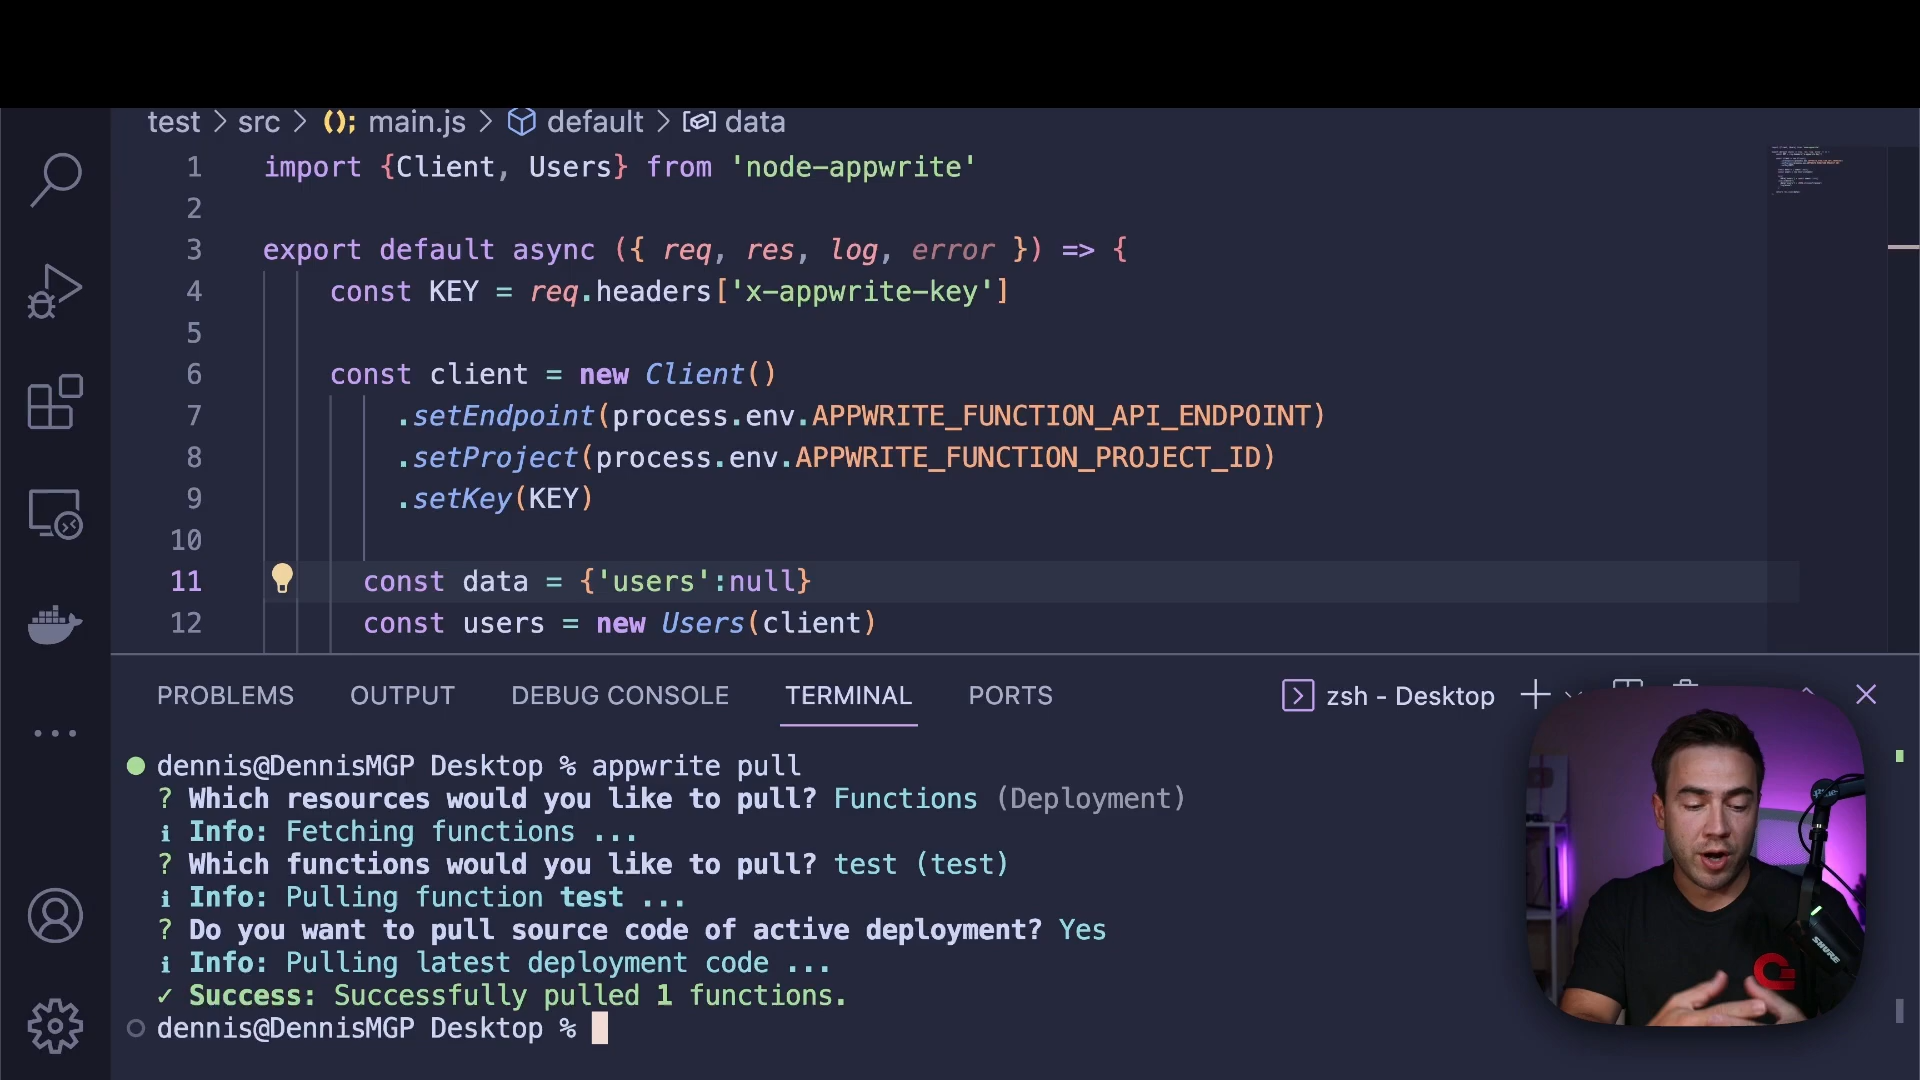 test > src > main.js > default > data
1 import {Client, Users} from 'node-appwrite'
2
3 export default async ({ req, res, log, error }) => {
4 const KEY = req.headers['x-appwrite-key']
5
6 const client = new Client()
7 .setEndpoint(process.env.APPWRITE_FUNCTION_API_ENDPOINT)
8 .setProject(process.env.APPWRITE_FUNCTION_PROJECT_ID)
9 .setKey(KEY)
10
11 const data = {'users':null}
12 const users = new Users(client)
PROBLEMS OUTPUT DEBUG CONSOLE TERMINAL PORTS zsh - Desktop
dennis@DennisMGP Desktop % appwrite pull
? Which resources would you like to pull? Functions (Deployment)
ℹ Info: Fetching functions ...
? Which functions would you like to pull? test (test)
ℹ Info: Pulling function test ...
? Do you want to pull source code of active deployment? Yes
ℹ Info: Pulling latest deployment code ...
✓ Success: Successfully pulled 1 functions.
dennis@DennisMGP Desktop %
SHURE